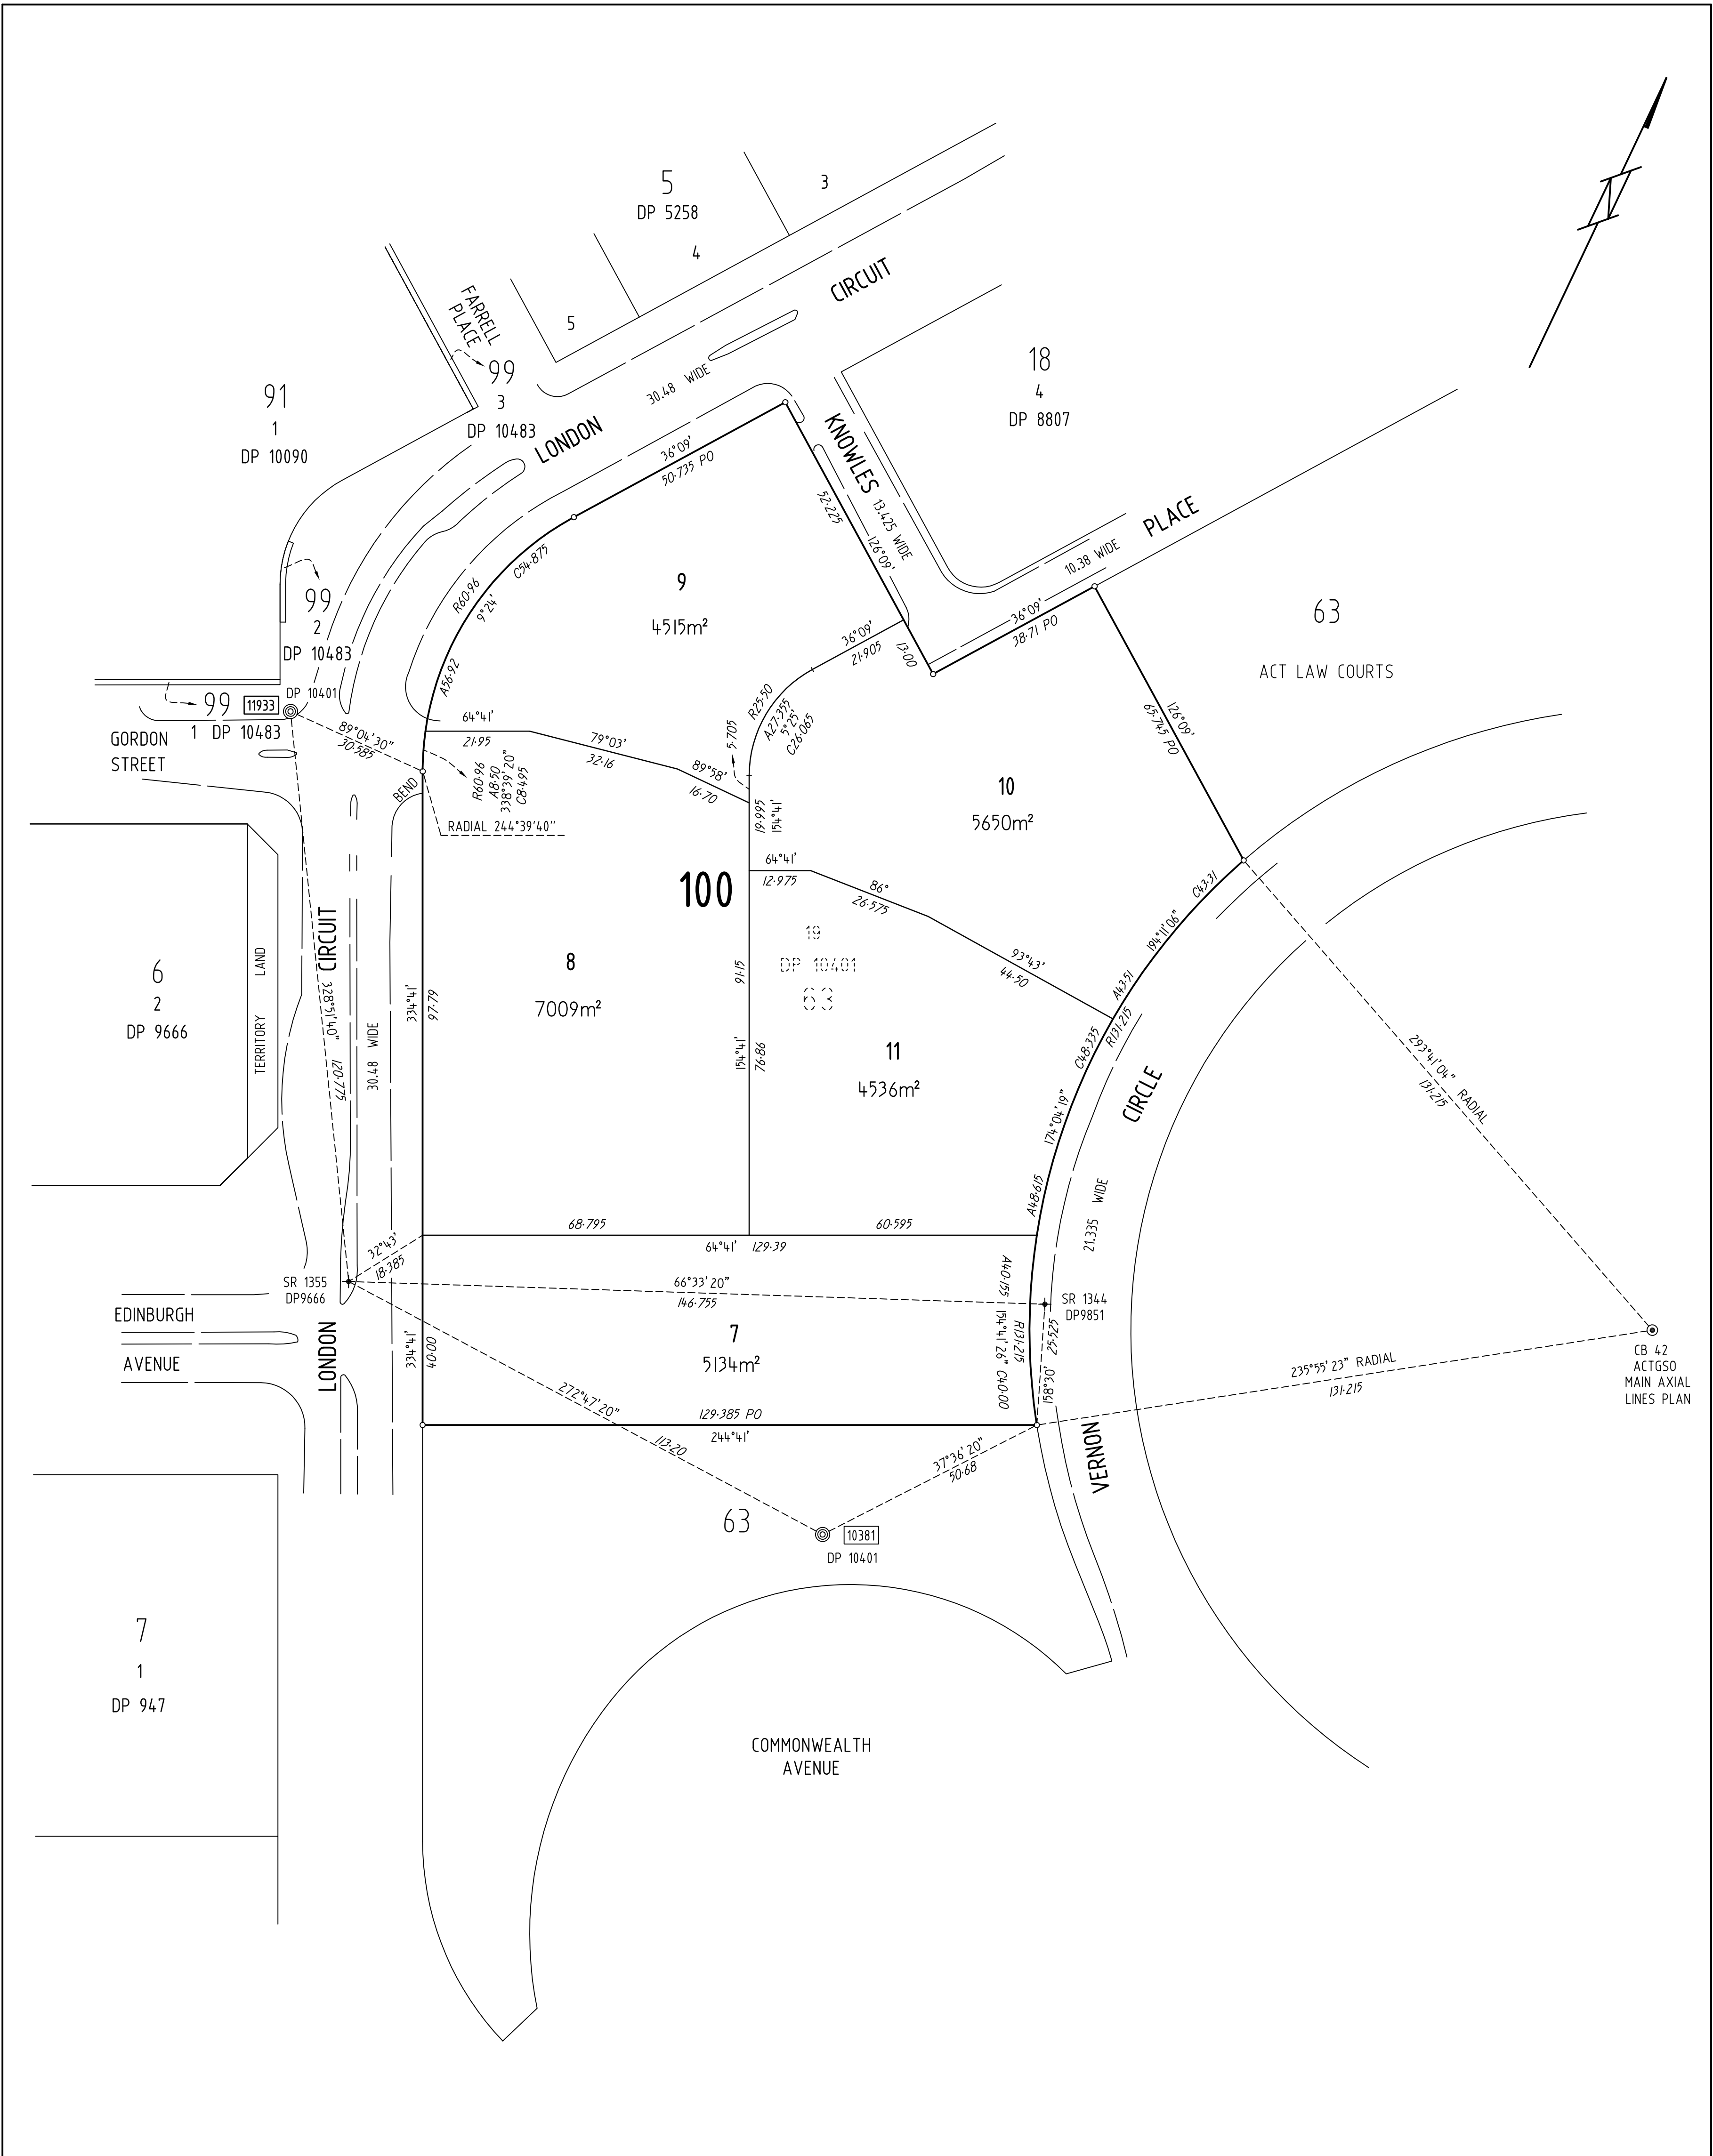 5
DP 5258
3
4
5
CIRCUIT
FARRELL
PLACE
99
3
DP 10483
30.48 WIDE
LONDON
18
4
DP 8807
91
1
DP 10090
KNOWLES
13.425 WIDE
PLACE
10.38 WIDE
36°09'
50·735 PO
52·225
126°09'
C54·875
R60·96
9°24'
A56·92
9
4515m²
36°09'
38·71 PO
36°09'
21·905
13·00
63
ACT LAW COURTS
126°09'
65·745 PO
99
2
DP 10483
DP 10401
11933
99
1 DP 10483
GORDON
STREET
89°04'30"
30·585
64°41'
21·95
79°03'
32·16
89°58'
16·70
5·705
R25·50
A27·355
5°25'
C26·065
10
5650m²
R60·96
A8·50
338°39'20"
C8·495
BEND
RADIAL 244°39'40"
19·995
154°41'
64°41'
12·975
86°
26·575
93°43'
44·50
100
19
DP 10401
63
C43·31
194°11'06"
A43·51
R131·215
C48·335
174°04'19"
A48·615
6
2
DP 9666
TERRITORY LAND
CIRCUIT
328°51'40" 120·775
30.48 WIDE
334°41'
97·79
8
7009m²
91·15
154°41'
76·86
11
4536m²
CIRCLE
21.335 WIDE
293°41'04" RADIAL
131·215
68·795
60·595
64°41' 129·39
32°43'
18·385
SR 1355
DP9666
66°33'20"
146·755
SR 1344
DP9851
A40·155
R131·215
154°41'26" C40·00
158°30' 25·525
EDINBURGH
AVENUE
LONDON
334°41'
40·00
7
5134m²
CB 42
ACTGSO
MAIN AXIAL
LINES PLAN
235°55'23" RADIAL
131·215
272°47'20"
113·20
129·385 PO
244°41'
37°36'20"
50·68
VERNON
63
10381
DP 10401
7
1
DP 947
COMMONWEALTH
AVENUE